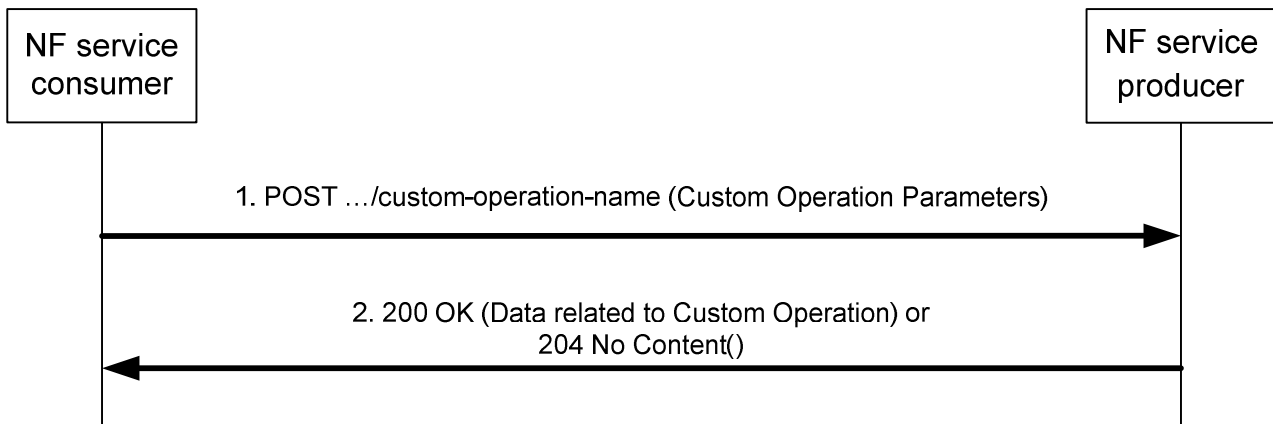 NF service
consumer
NF service
producer
1. POST …/custom-operation-name (Custom Operation Parameters)
2. 200 OK (Data related to Custom Operation) or
204 No Content()